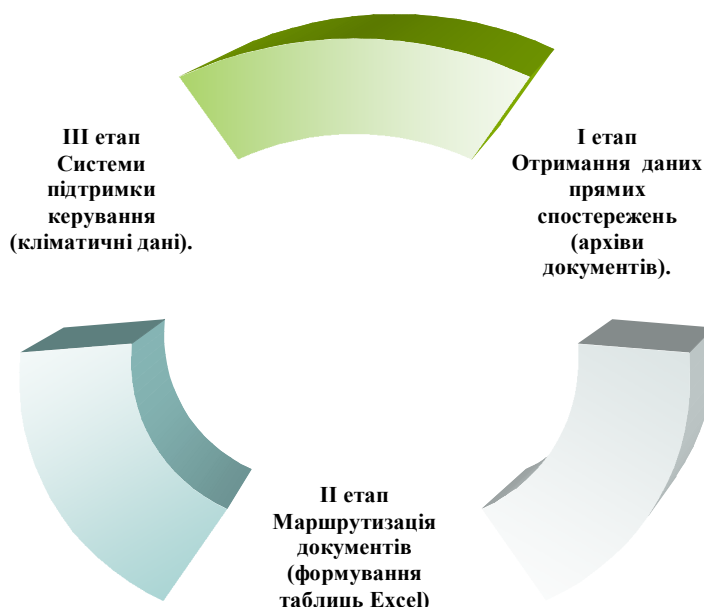 III етап
Системи
підтримки
керування
(кліматичні дані).
I етап
Отримання даних
прямих
спостережень
(архіви
документів).
II етап
Маршрутизація
документів
(формування
таблиць Excel)